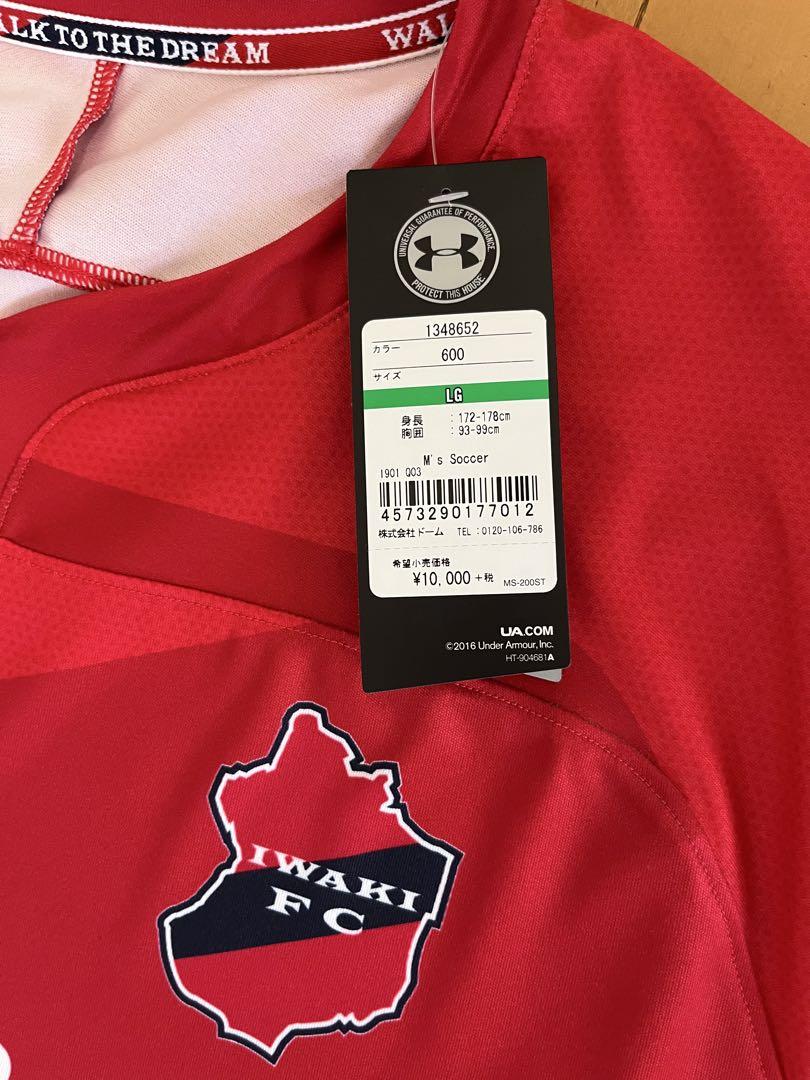 ALK TO THE DREAM WAL
UNIVERSAL GUARANTEE OF PERFORMANCE
PROTECT THIS HOUSE
1348652
カラー
600
サイズ
LG
身長 : 172-178cm
胸囲 : 93-99cm
M's Soccer
1901 Q03
4573290177012
株式会社ドーム TEL:0120-106-786
希望小売価格
¥10,000 +税 MS-200ST
UA.COM
©2016 Under Armour, Inc.
HT-904681A
IWAKI
FC